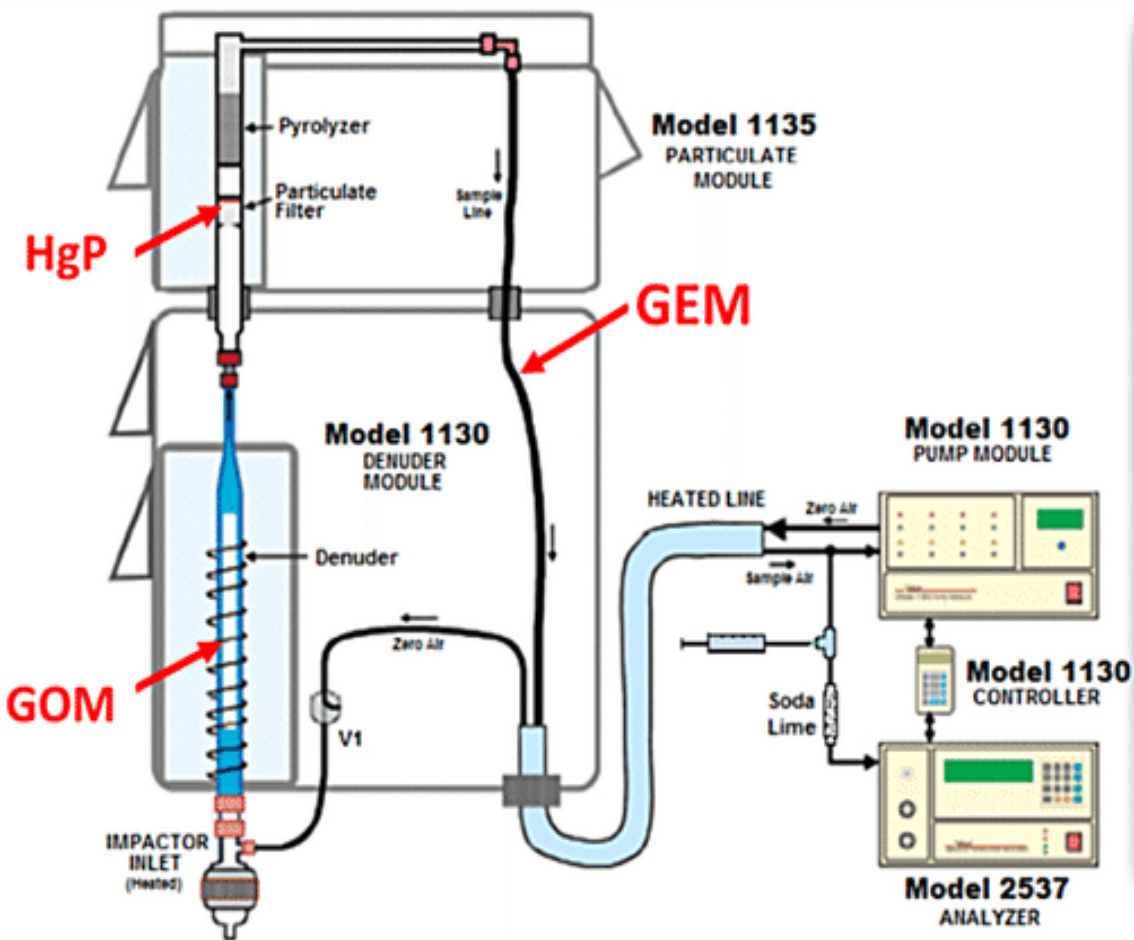 Pyrolyzer
Model 1135
PARTICULATE
MODULE
Particulate
Filter
Sample
Line
HgP
GEM
Model 1130
DENUDER
MODULE
Model 1130
PUMP MODULE
HEATED LINE
Zero Air
Sample Air
Denuder
Zero Air
GOM
V1
Soda
Lime
Model 1130
CONTROLLER
IMPACTOR
INLET
(Heated)
Model 2537
ANALYZER